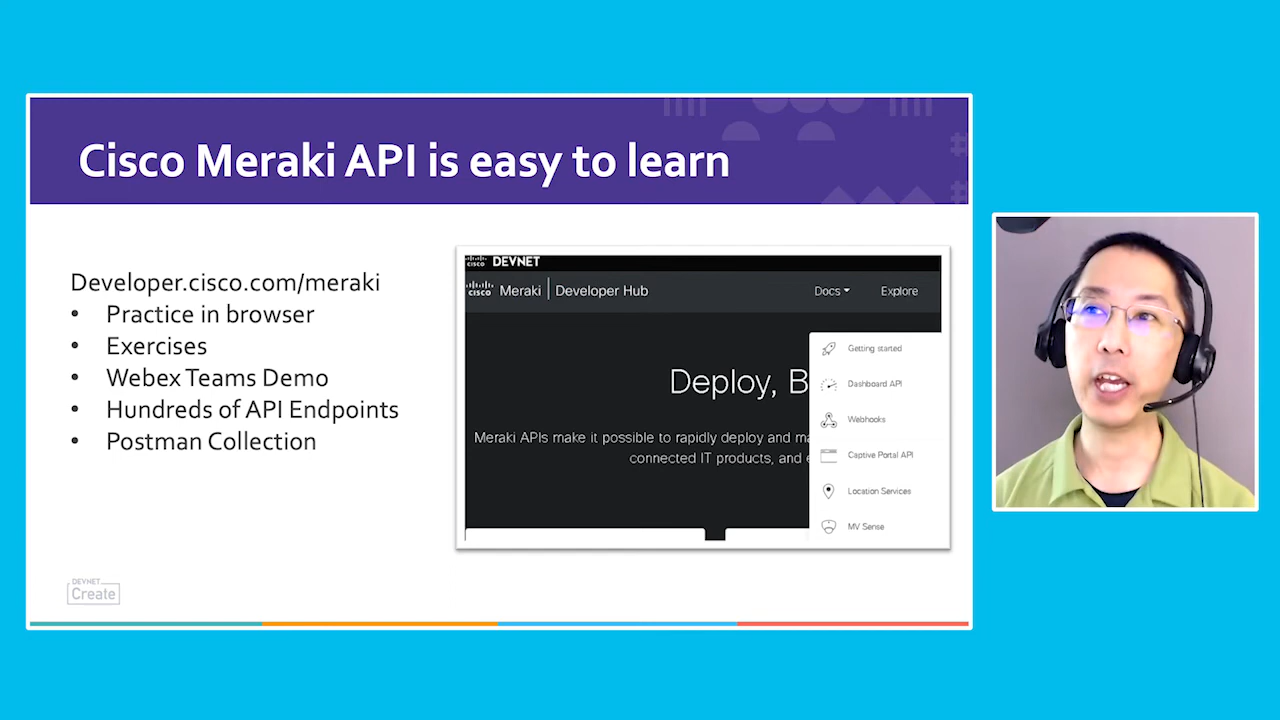 Cisco Meraki API is easy to learn
Developer.cisco.com/meraki
• Practice in browser
• Exercises
• Webex Teams Demo
• Hundreds of API Endpoints
• Postman Collection
CISCO DEVNET
CISCO Meraki | Developer Hub
Docs
Explore
Getting started
Dashboard API
Webhooks
Captive Portal API
Location Services
MV Sense
Deploy, B
Meraki APIs make it possible to rapidly deploy and ma
connected IT products, and
DEVNET
Create